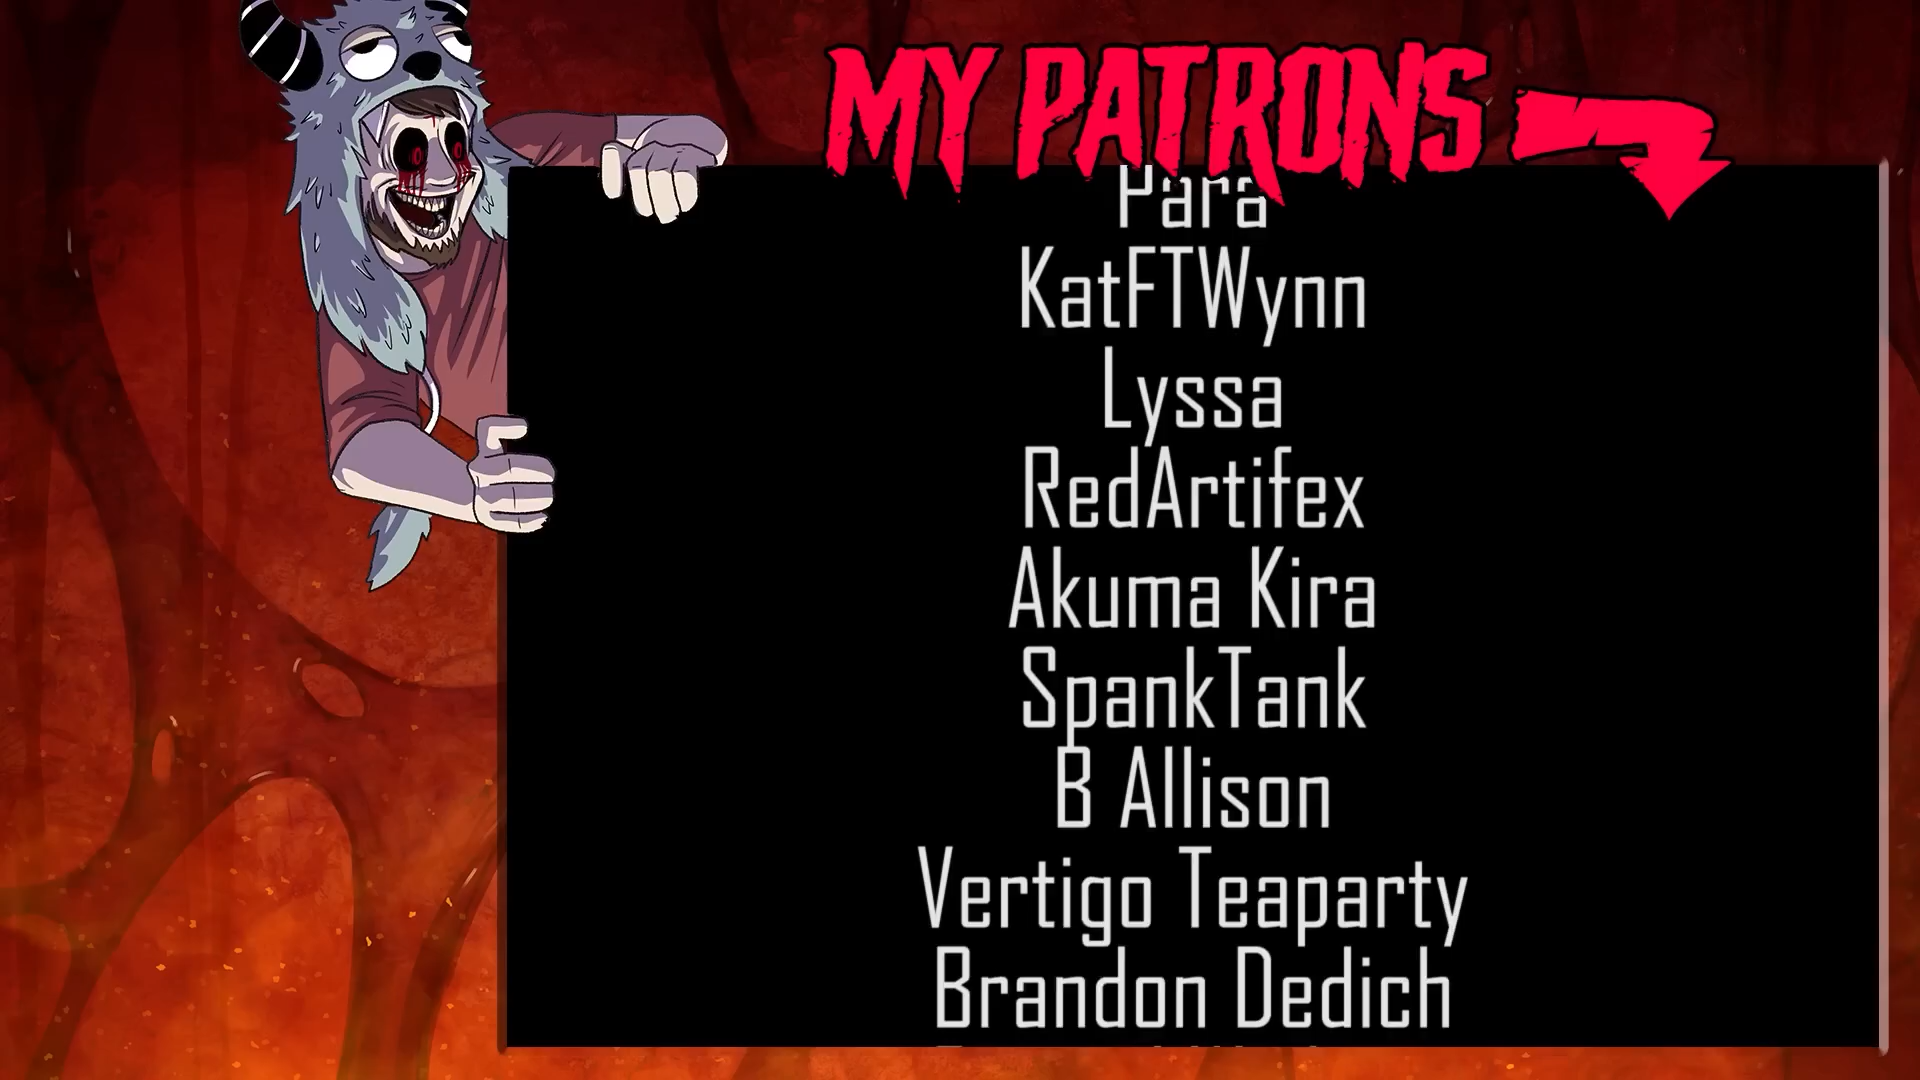 MY PATRONS
Para
KatFTWynn
Lyssa
RedArtifex
Akuma Kira
SpankTank
B Allison
Vertigo Teaparty
Brandon Dedich